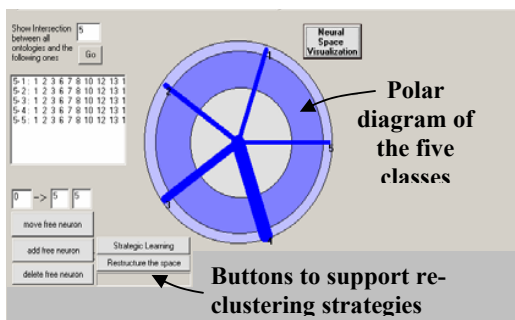 Show Intersection
between all
ontologies and the
following ones
5
Go
Neural
Space
Visualization
5-1: 1 2 3 6 7 8 10 12 13 1
5-2: 1 2 3 6 7 8 10 12 13 1
5-3: 1 2 3 6 7 8 10 12 13 1
5-4: 1 2 3 6 7 8 10 12 13 1
5-5: 1 2 3 6 7 8 10 12 13 1
1
2
3
4
5
Polar
diagram of
the five
classes
0 -> 5 5
move free neuron
add free neuron
delete free neuron
Strategic Learning
Restructure the space
Buttons to support re-
clustering strategies